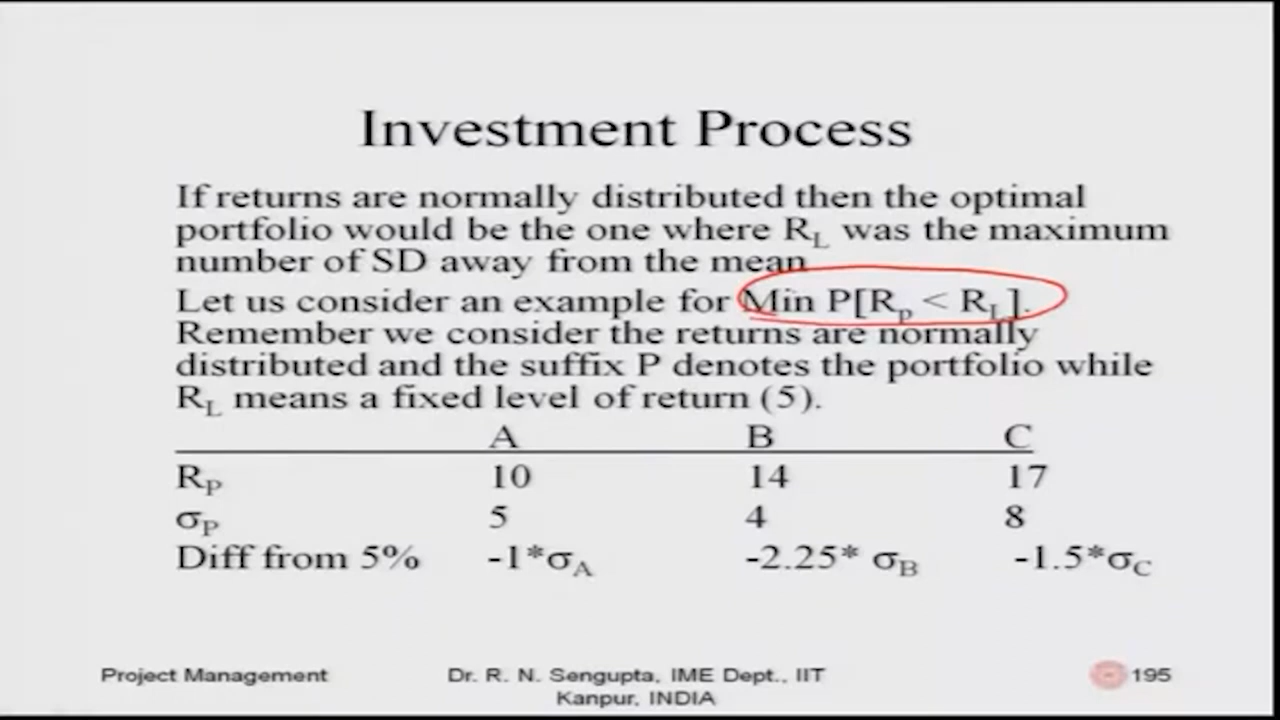 Investment Process
If returns are normally distributed then the optimal
portfolio would be the one where R_L was the maximum
number of SD away from the mean
Let us consider an example for Min P[R_p < R_L].
Remember we consider the returns are normally
distributed and the suffix P denotes the portfolio while
R_L means a fixed level of return (5).
A B C
R_P 10 14 17
σ_P 5 4 8
Diff from 5% -1*σ_A -2.25* σ_B -1.5*σ_C
Project Management Dr. R. N. Sengupta, IME Dept., IIT 195
Kanpur, INDIA